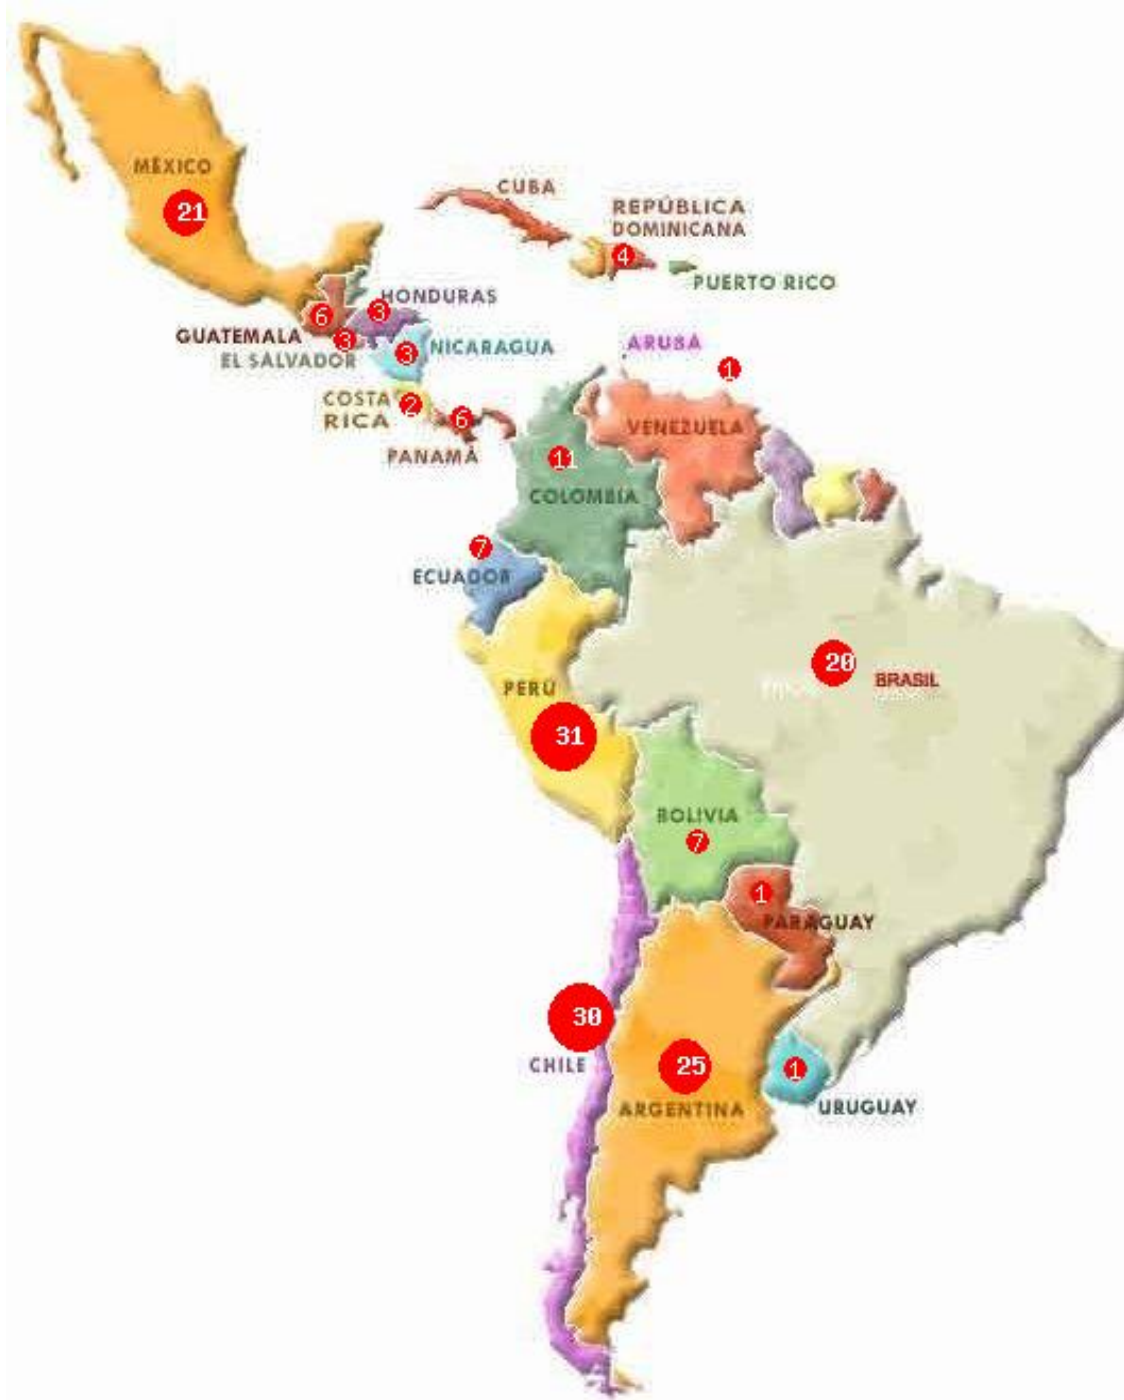 MÉXICO
21
CUBA
REPÚBLICA
DOMINICANA
4
PUERTO RICO
HONDURAS
3
6
GUATEMALA
3
EL SALVADOR
NICARAGUA
3
ARUBA
1
COSTA
RICA
2
6
PANAMÁ
VENEZUELA
11
COLOMBIA
7
ECUADOR
20
BRASIL
PERÚ
31
BOLIVIA
7
1
PARAGUAY
30
CHILE
25
ARGENTINA
1
URUGUAY